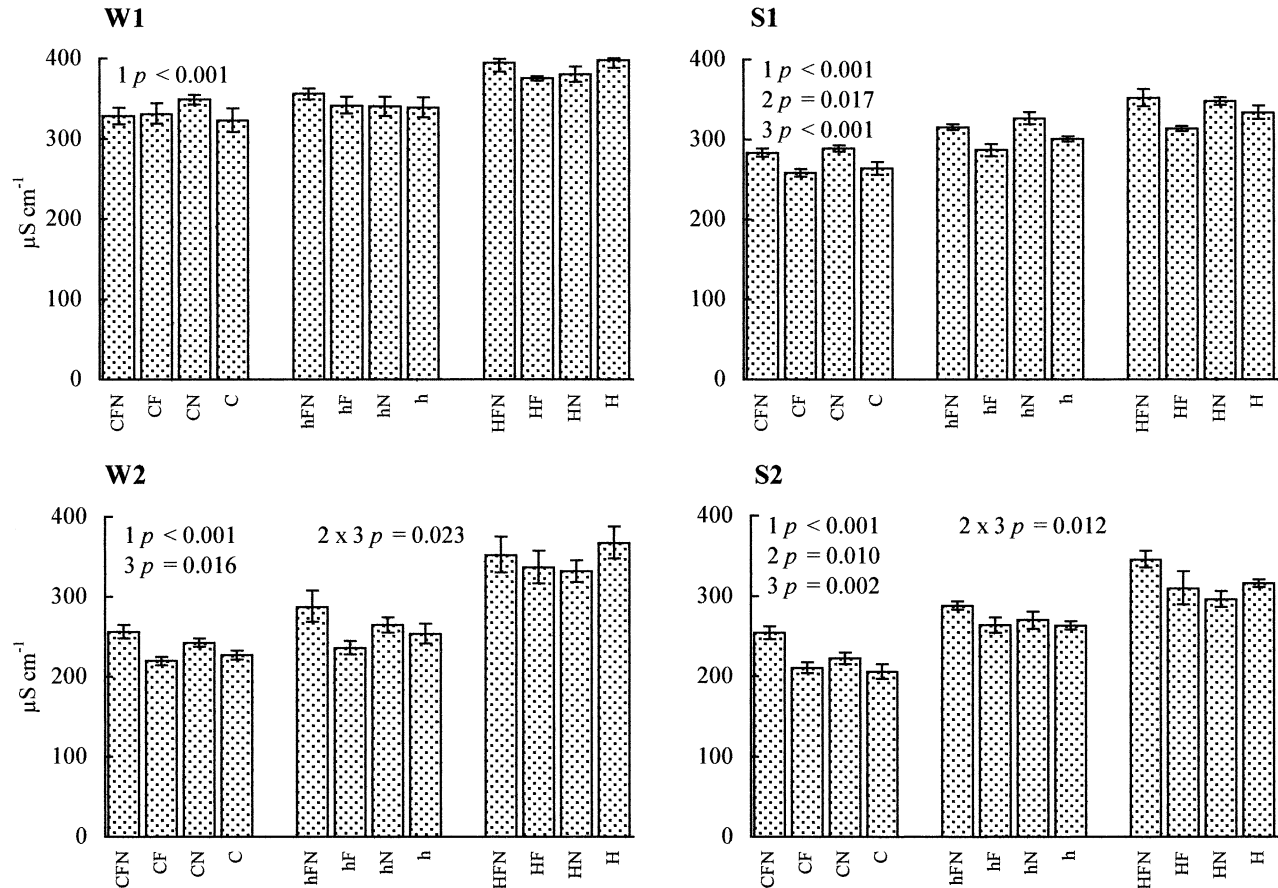 W1
400
300
200
100
0
µS cm⁻¹
1 p < 0.001
CFN CF CN C hFN hF hN h HFN HF HN H
S1
400
300
200
100
0
1 p < 0.001
2 p = 0.017
3 p < 0.001
CFN CF CN C hFN hF hN h HFN HF HN H
W2
400
300
200
100
0
µS cm⁻¹
1 p < 0.001
3 p = 0.016
2 x 3 p = 0.023
CFN CF CN C hFN hF hN h HFN HF HN H
S2
400
300
200
100
0
1 p < 0.001
2 p = 0.010
3 p = 0.002
2 x 3 p = 0.012
CFN CF CN C hFN hF hN h HFN HF HN H